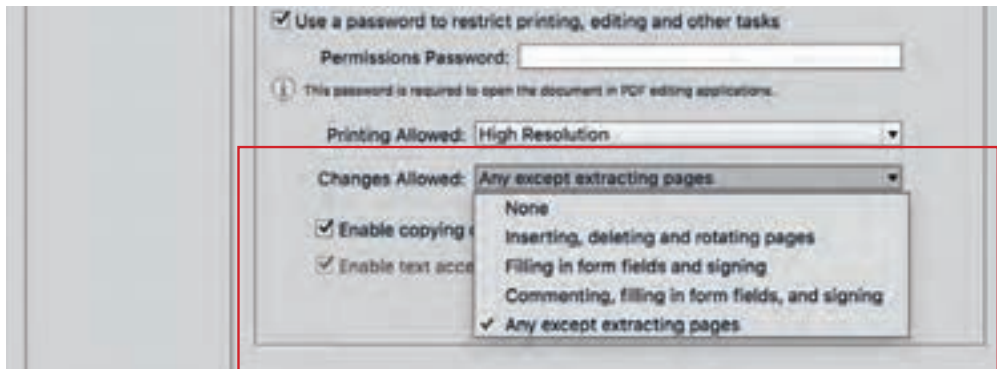 Use a password to restrict printing, editing and other tasks
Permissions Password:
This password is required to open the document in PDF editing applications.
Printing Allowed: High Resolution
Changes Allowed: Any except extracting pages
None
Enable copying
Inserting, deleting and rotating pages
Enable text acce
Filling in form fields and signing
Commenting, filling in form fields, and signing
Any except extracting pages